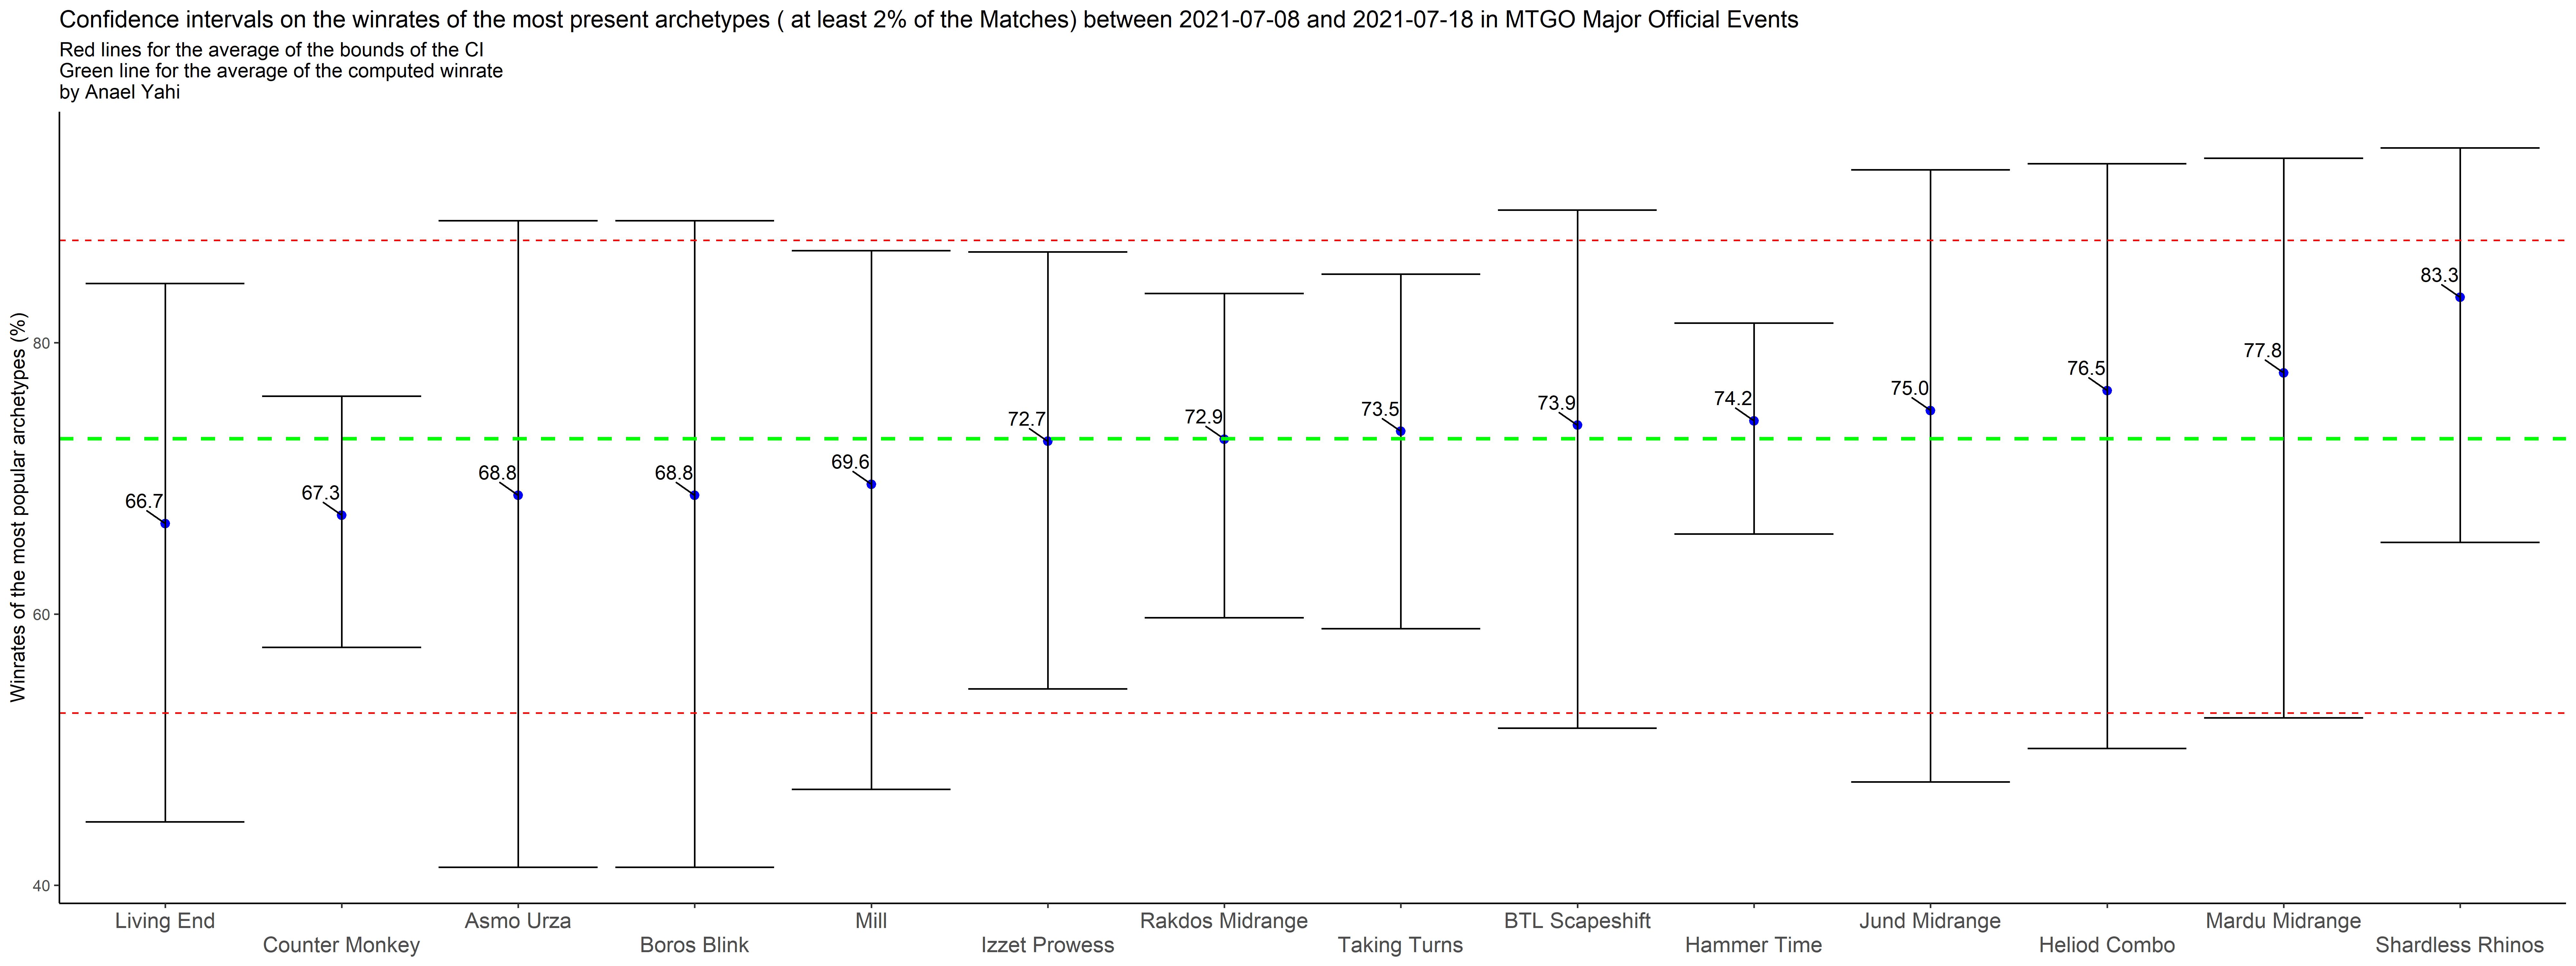 Confidence intervals on the winrates of the most present archetypes ( at least 2% of the Matches) between 2021-07-08 and 2021-07-18 in MTGO Major Official Events
Red lines for the average of the bounds of the CI
Green line for the average of the computed winrate
by Anael Yahi
Winrates of the most popular archetypes (%)
80
60
40
66.7
67.3
68.8
68.8
69.6
72.7
72.9
73.5
73.9
74.2
75.0
76.5
77.8
83.3
Living End
Counter Monkey
Asmo Urza
Boros Blink
Mill
Izzet Prowess
Rakdos Midrange
Taking Turns
BTL Scapeshift
Hammer Time
Jund Midrange
Heliod Combo
Mardu Midrange
Shardless Rhinos